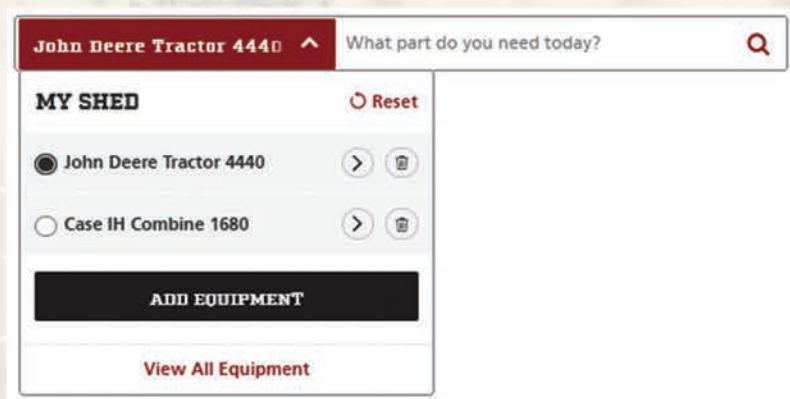 John Deere Tractor 4440
What part do you need today?
MY SHED
Reset
John Deere Tractor 4440
Case IH Combine 1680
ADD EQUIPMENT
View All Equipment